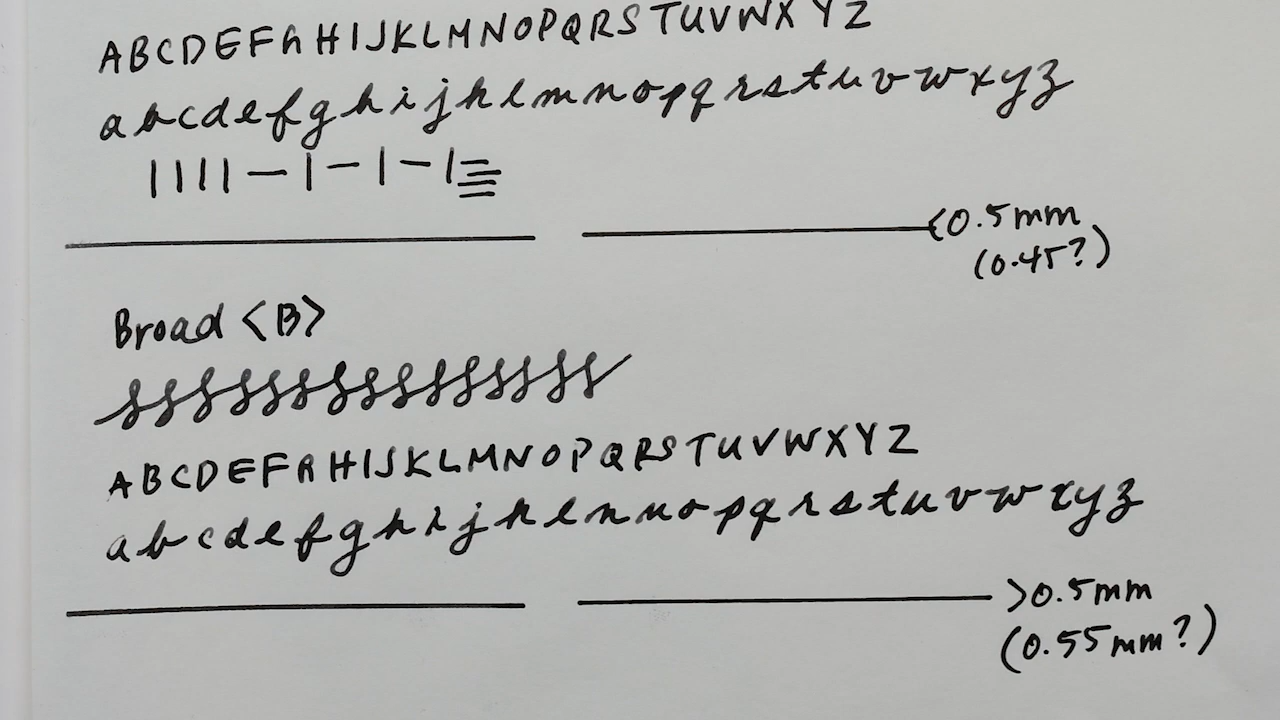 ABCDEFGHIJKLMNOPQRSTUVWXYZ
abcdefghijklmnopqrstuvwxyz
<0.5mm
(0.45?)
Broad <B>
ABCDEFGHIJKLMNOPQRSTUVWXYZ
abcdefghijklmnopqrstuvwxyz
>0.5mm
(0.55mm?)